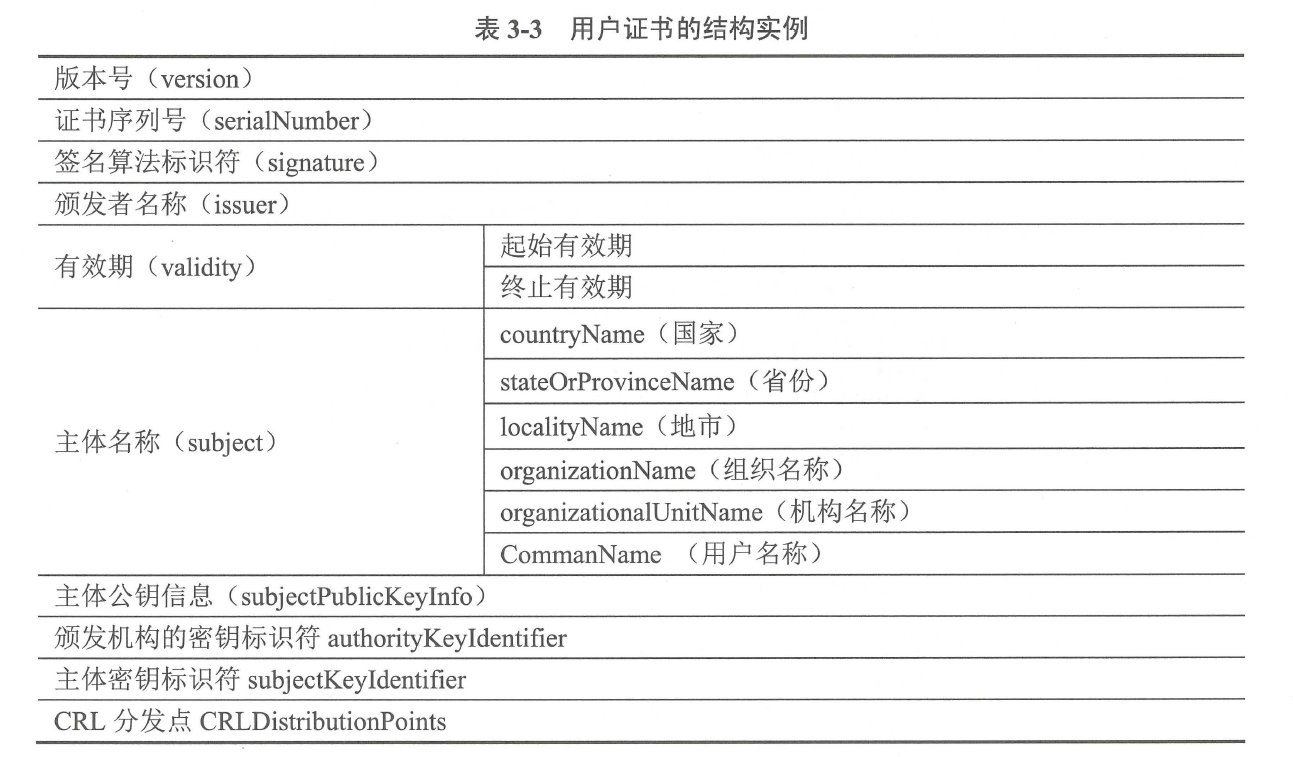 表 3-3 用户证书的结构实例
版本号（version）
证书序列号（serialNumber）
签名算法标识符（signature）
颁发者名称（issuer）
有效期（validity）
起始有效期
终止有效期
主体名称（subject）
countryName（国家）
stateOrProvinceName（省份）
localityName（地市）
organizationName（组织名称）
organizationalUnitName（机构名称）
CommanName （用户名称）
主体公钥信息（subjectPublicKeyInfo）
颁发机构的密钥标识符 authorityKeyIdentifier
主体密钥标识符 subjectKeyIdentifier
CRL 分发点 CRLDistributionPoints